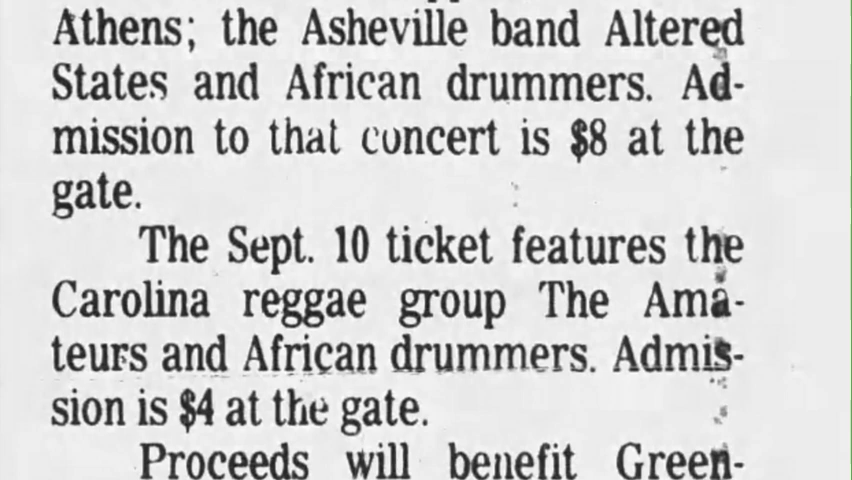 Athens; the Asheville band Altered
States and African drummers. Ad-
mission to that concert is $8 at the
gate.
The Sept. 10 ticket features the
Carolina reggae group The Ama-
teurs and African drummers. Admis-
sion is $4 at the gate.
Proceeds will benefit Green-